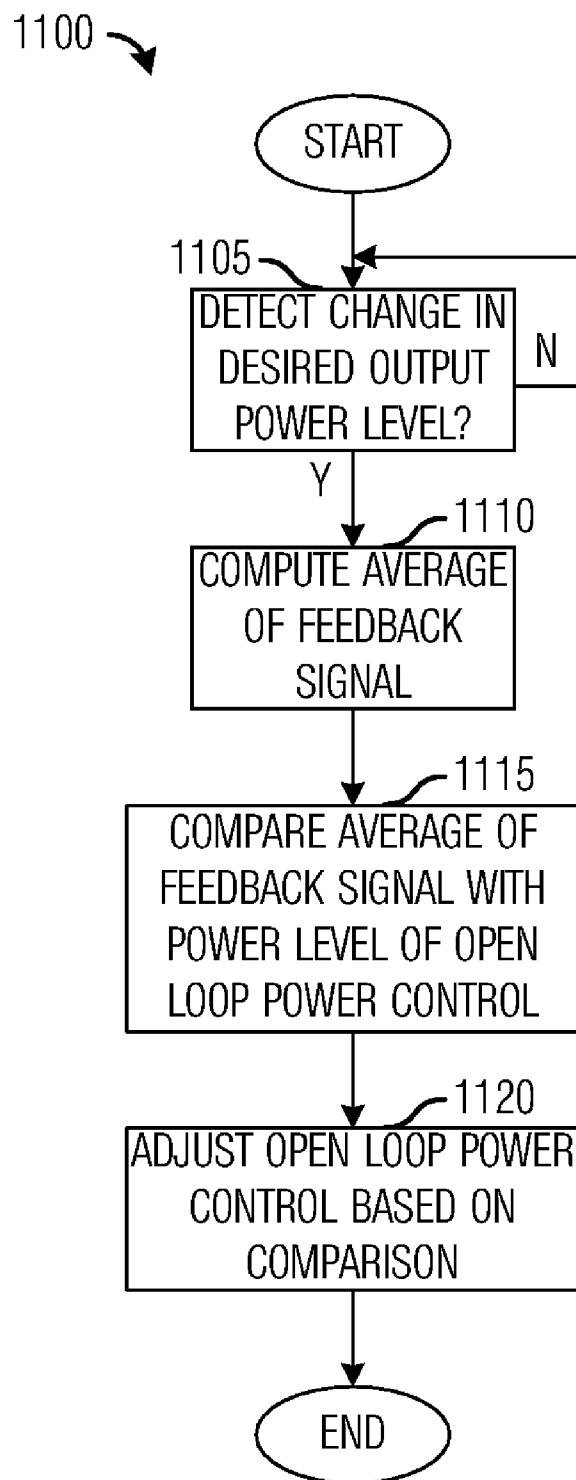 1100
START
1105
DETECT CHANGE IN
DESIRED OUTPUT
POWER LEVEL?
N
Y
1110
COMPUTE AVERAGE
OF FEEDBACK
SIGNAL
1115
COMPARE AVERAGE OF
FEEDBACK SIGNAL WITH
POWER LEVEL OF OPEN
LOOP POWER CONTROL
1120
ADJUST OPEN LOOP POWER
CONTROL BASED ON
COMPARISON
END